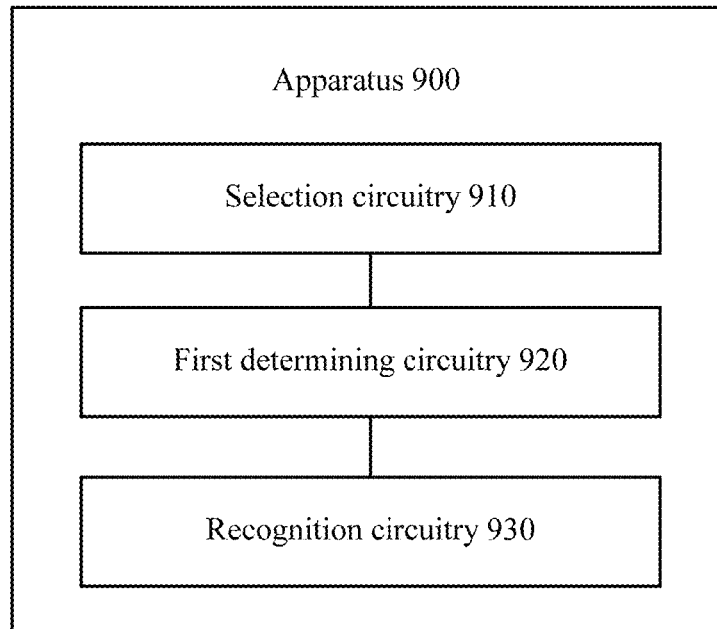 Apparatus 900
Selection circuitry 910
First determining circuitry 920
Recognition circuitry 930